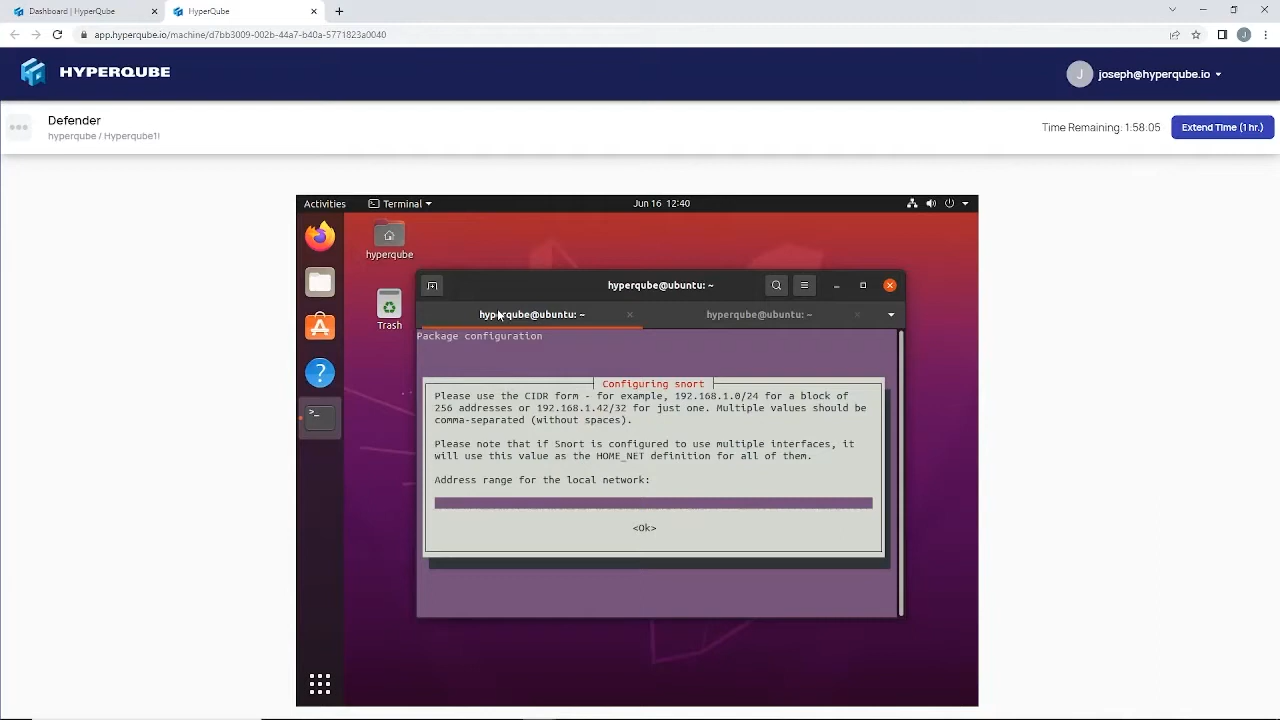 Dashboard | HyperQube
HyperQube
app.hyperqube.io/machine/d7bb3009-002b-44a7-b40a-5771823a0040
J
HYPERQUBE
J
joseph@hyperqube.io
Defender
hyperqube / Hyperqube1!
Time Remaining: 1:58.05
Extend Time (1 hr.)
Activities
Terminal
Jun 16 12:40
hyperqube
Trash
hyperqube@ubuntu: ~
hyperqube@ubuntu: ~
hyperqube@ubuntu: ~
Package configuration
Configuring snort
Please use the CIDR form - for example, 192.168.1.0/24 for a block of
256 addresses or 192.168.1.42/32 for just one. Multiple values should be
comma-separated (without spaces).
Please note that if Snort is configured to use multiple interfaces, it
will use this value as the HOME_NET definition for all of them.
Address range for the local network:
<Ok>